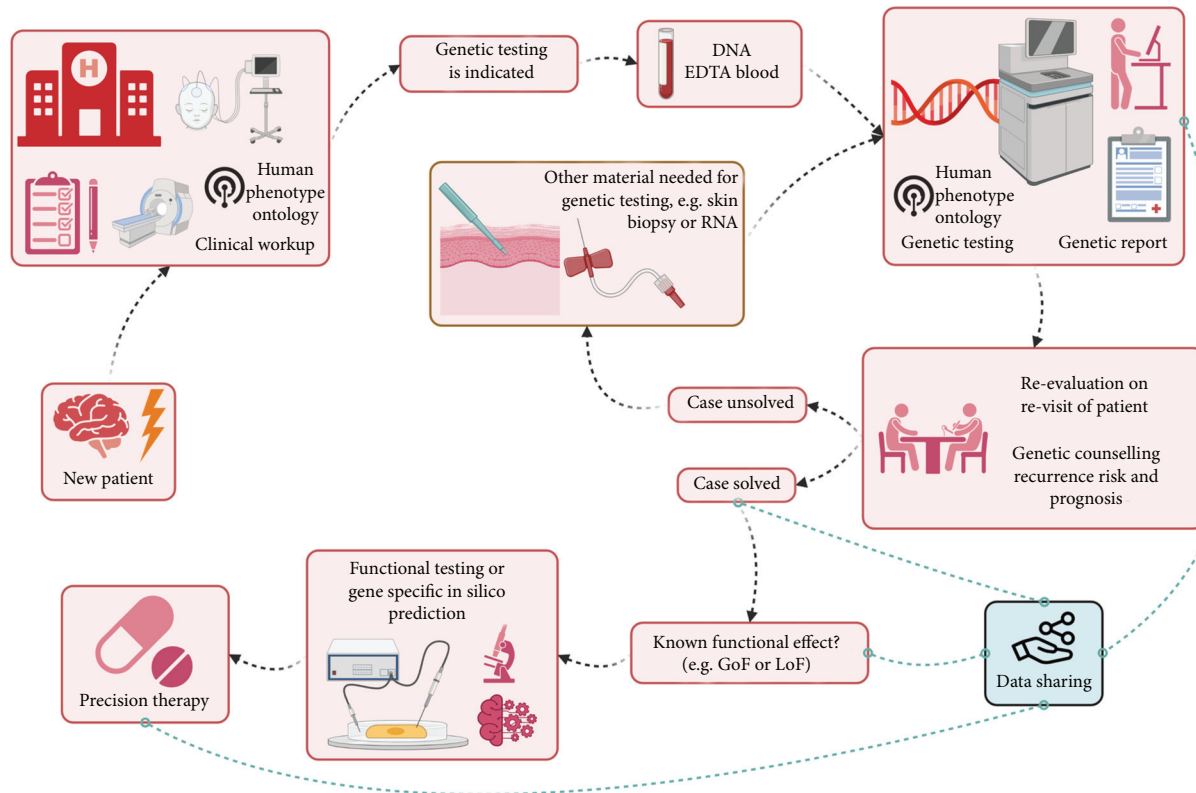 H
Human
phenotype
ontology
Clinical workup
New patient
Genetic testing
is indicated
DNA
EDTA blood
Other material needed for
genetic testing, e.g. skin
biopsy or RNA
Human
phenotype
ontology
Genetic testing
Genetic report
Re-evaluation on
re-visit of patient
Genetic counselling
recurrence risk and
prognosis
Case unsolved
Case solved
Known functional effect?
(e.g. GoF or LoF)
Functional testing or
gene specific in silico
prediction
Precision therapy
Data sharing